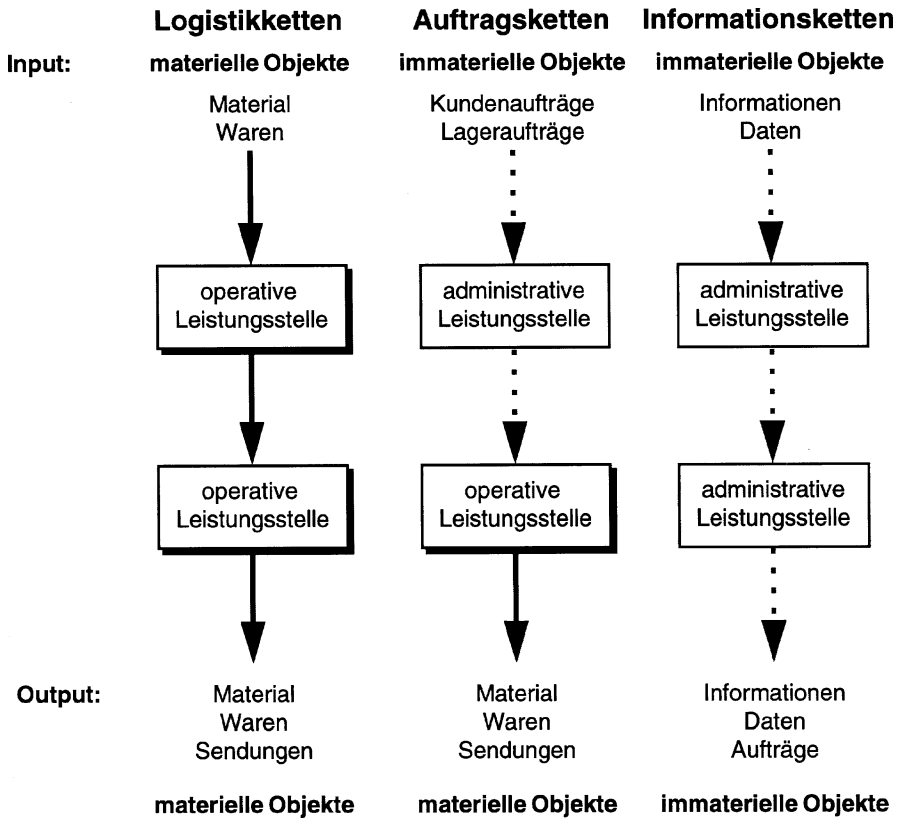 Logistikketten Auftragsketten Informationsketten
Input: materielle Objekte immaterielle Objekte immaterielle Objekte
Material Kundenaufträge Informationen
Waren Lageraufträge Daten
operative administrative administrative
Leistungsstelle Leistungsstelle Leistungsstelle
operative operative administrative
Leistungsstelle Leistungsstelle Leistungsstelle
Output: Material Material Informationen
Waren Waren Daten
Sendungen Sendungen Aufträge
materielle Objekte materielle Objekte immaterielle Objekte